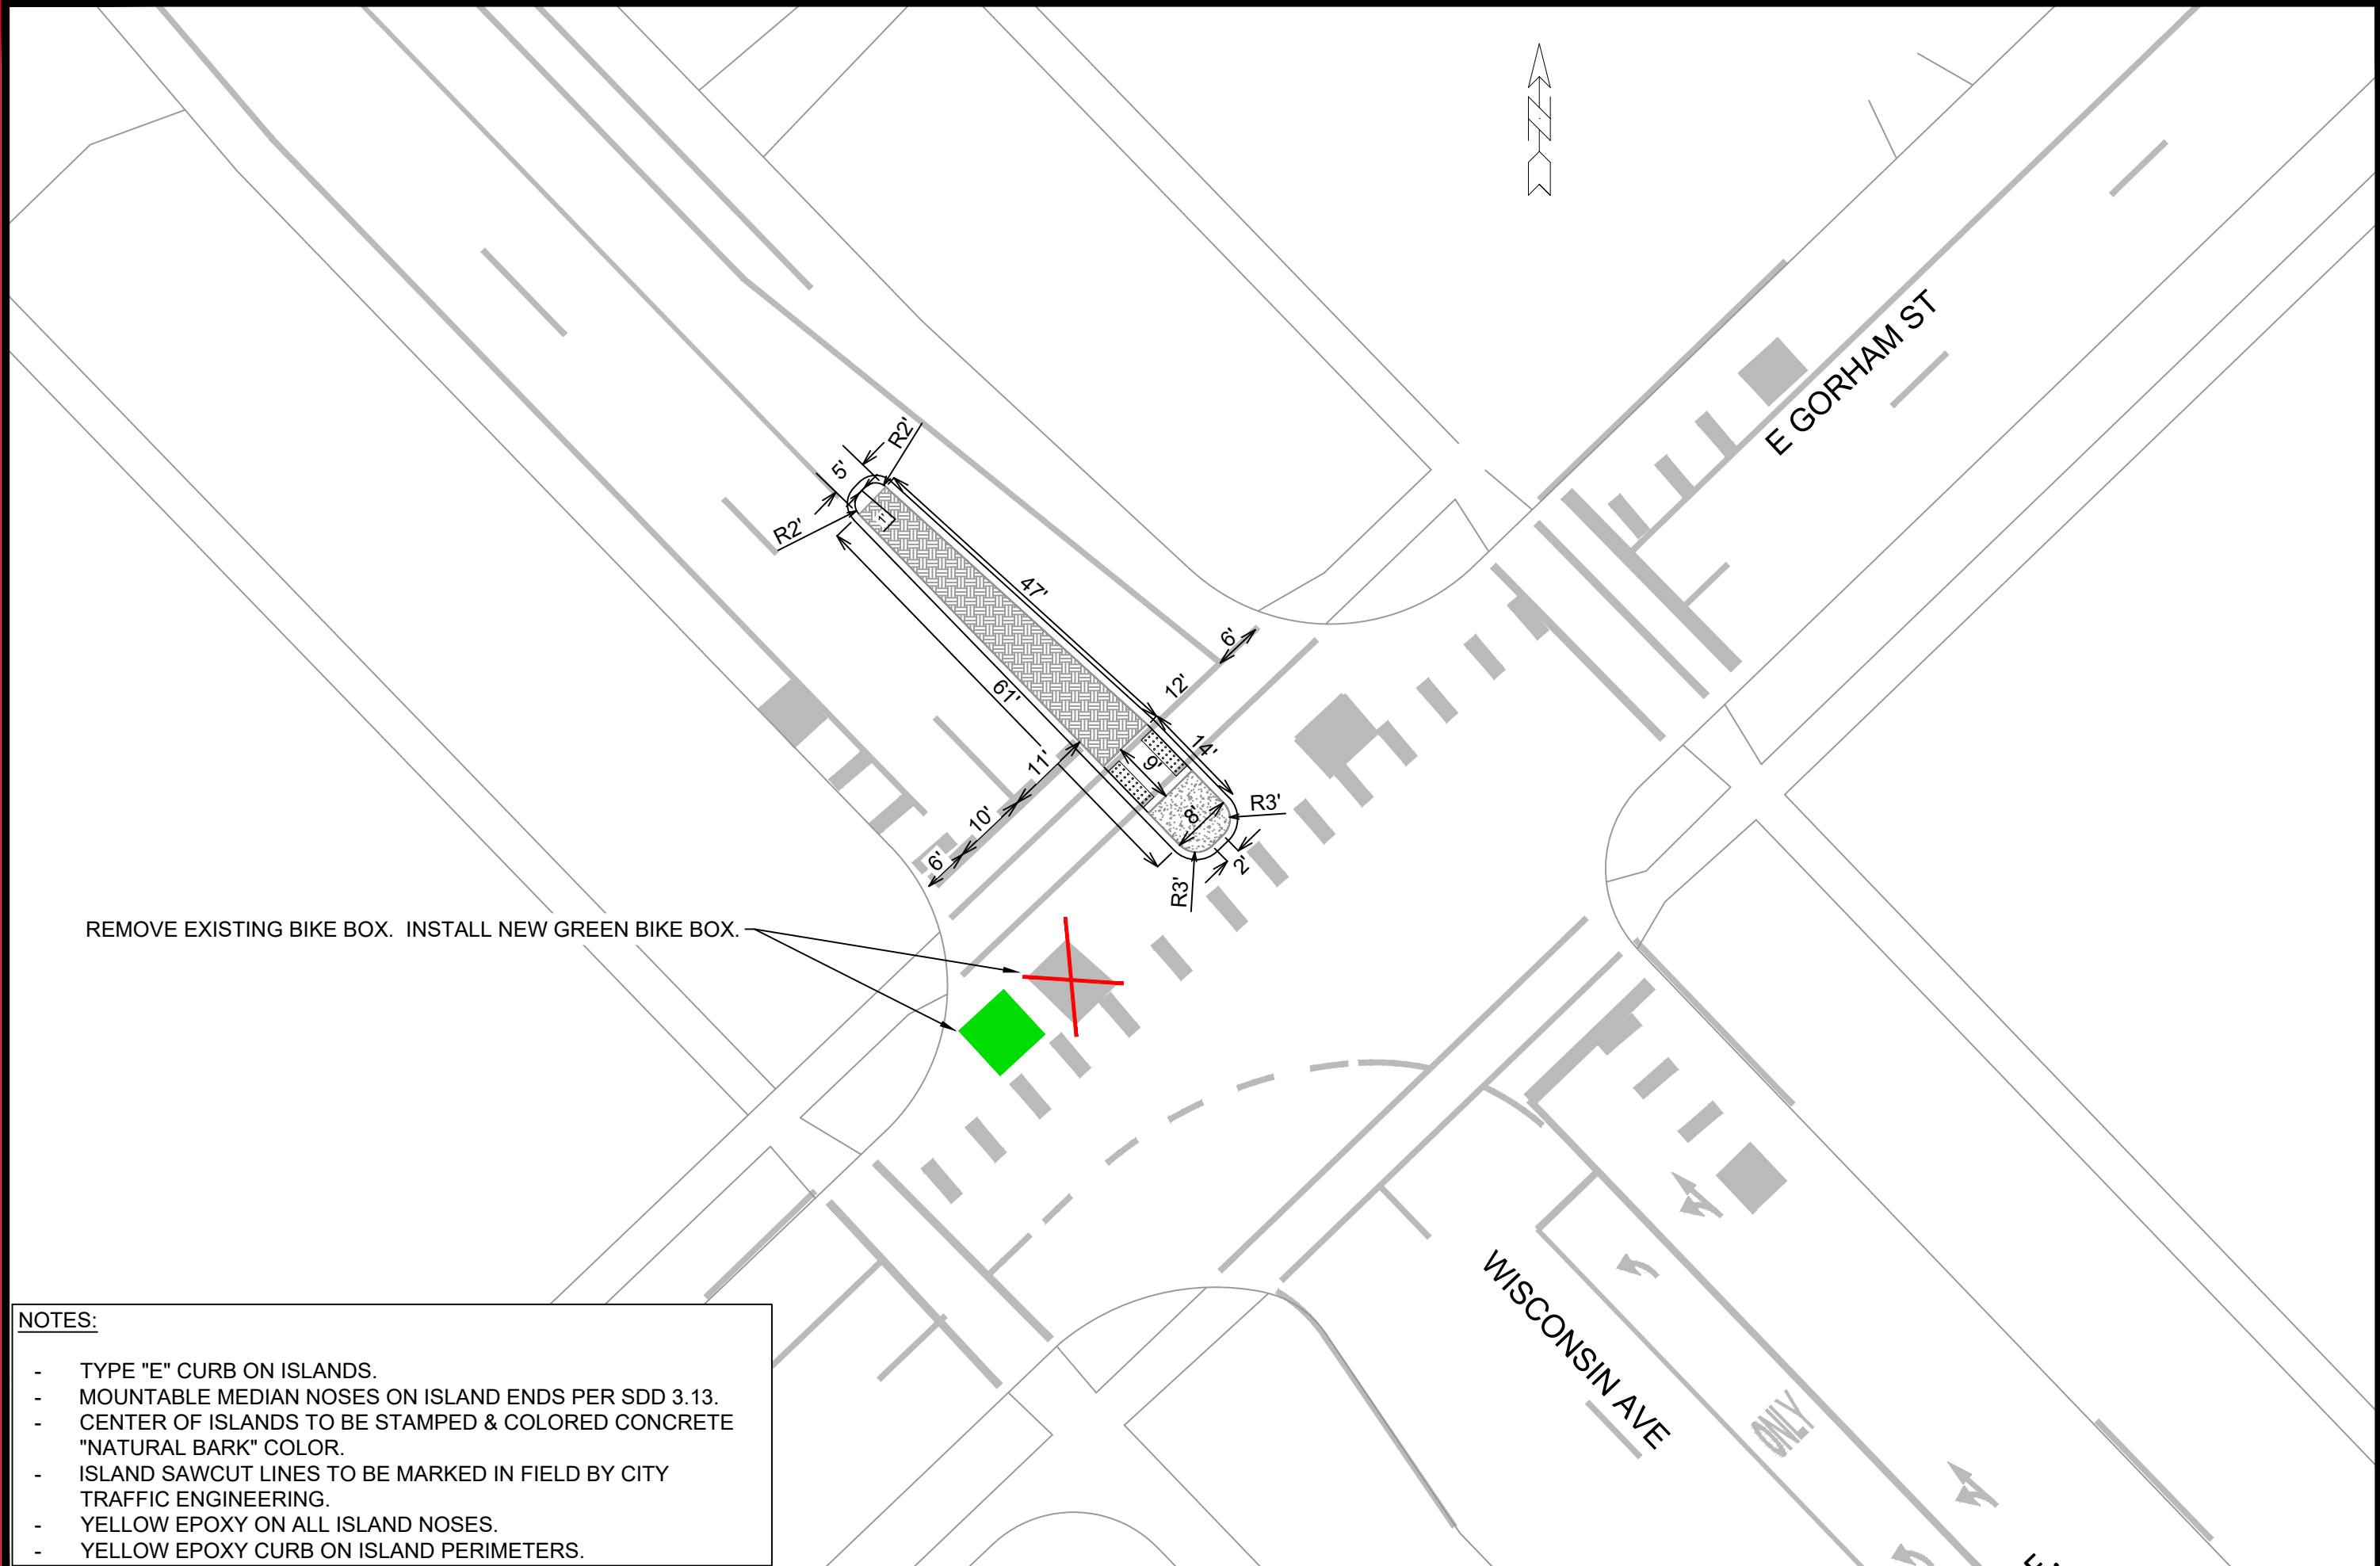 N
E GORHAM ST
R2'
5'
R2'
1'
47'
6'
61'
12'
14'
11'
9'
10'
8'
R3'
6'
2'
R3'
REMOVE EXISTING BIKE BOX. INSTALL NEW GREEN BIKE BOX.
WISCONSIN AVE
ONLY
NOTES:
- TYPE "E" CURB ON ISLANDS.
- MOUNTABLE MEDIAN NOSES ON ISLAND ENDS PER SDD 3.13.
- CENTER OF ISLANDS TO BE STAMPED & COLORED CONCRETE
"NATURAL BARK" COLOR.
- ISLAND SAWCUT LINES TO BE MARKED IN FIELD BY CITY
TRAFFIC ENGINEERING.
- YELLOW EPOXY ON ALL ISLAND NOSES.
- YELLOW EPOXY CURB ON ISLAND PERIMETERS.